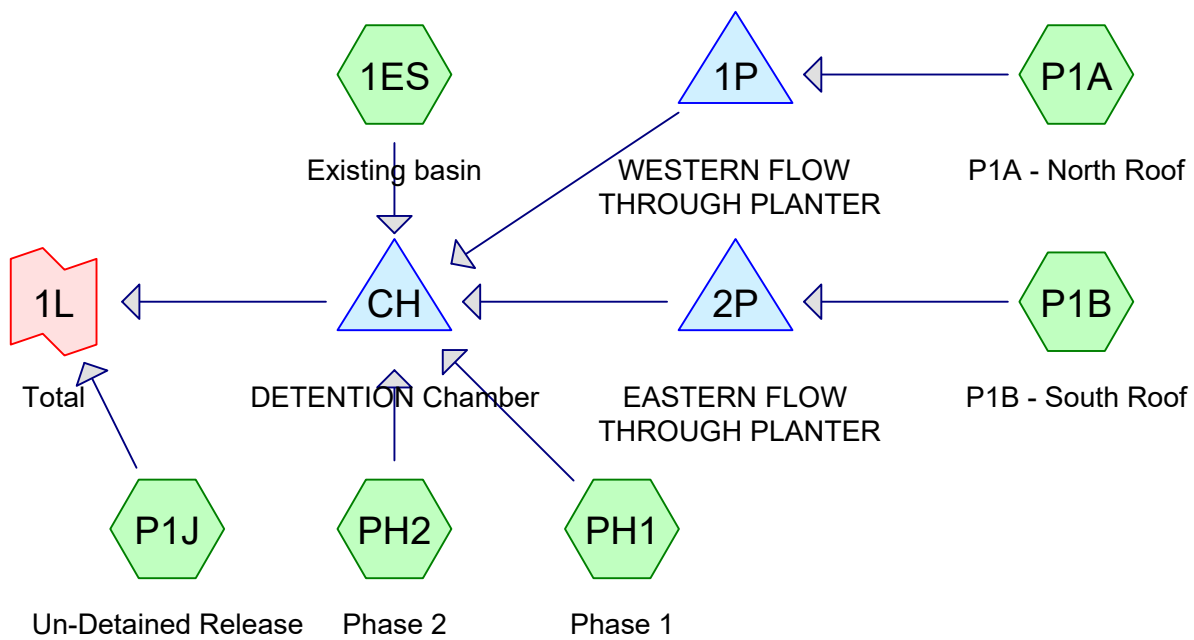 1ES
1P
P1A
Existing basin
WESTERN FLOW
THROUGH PLANTER
P1A - North Roof
1L
CH
2P
P1B
Total
DETENTION Chamber
EASTERN FLOW
THROUGH PLANTER
P1B - South Roof
P1J
PH2
PH1
Un-Detained Release
Phase 2
Phase 1